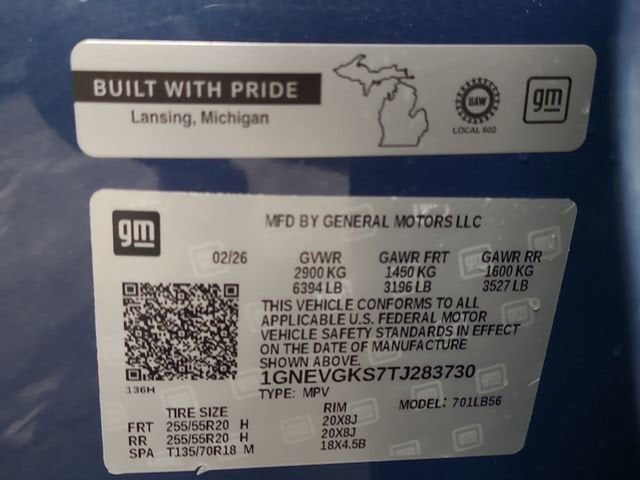 BUILT WITH PRIDE
Lansing, Michigan
UAW
LOCAL 602
gm
gm
MFD BY GENERAL MOTORS LLC
02/26 GVWR GAWR FRT GAWR RR
2900 KG 1450 KG 1600 KG
6394 LB 3196 LB 3527 LB
THIS VEHICLE CONFORMS TO ALL
APPLICABLE U.S. FEDERAL MOTOR
VEHICLE SAFETY STANDARDS IN EFFECT
ON THE DATE OF MANUFACTURE
SHOWN ABOVE.
1GNEVGKS7TJ283730
136H
TYPE: MPV MODEL: 701LB56
TIRE SIZE RIM
FRT 255/55R20 H 20X8J
RR 255/55R20 H 20X8J
SPA T135/70R18 M 18X4.5B